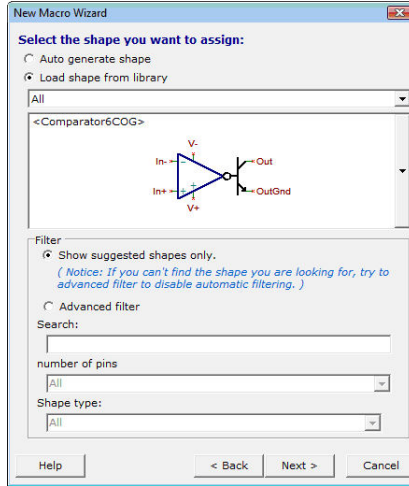 New Macro Wizard
Select the shape you want to assign:
Auto generate shape
Load shape from library
All
<Comparator6COG>
V-
In- Out
In+ OutGnd
V+
Filter
Show suggested shapes only.
( Notice: If you can't find the shape you are looking for, try to
advanced filter to disable automatic filtering. )
Advanced filter
Search:
number of pins
All
Shape type:
All
Help < Back Next > Cancel